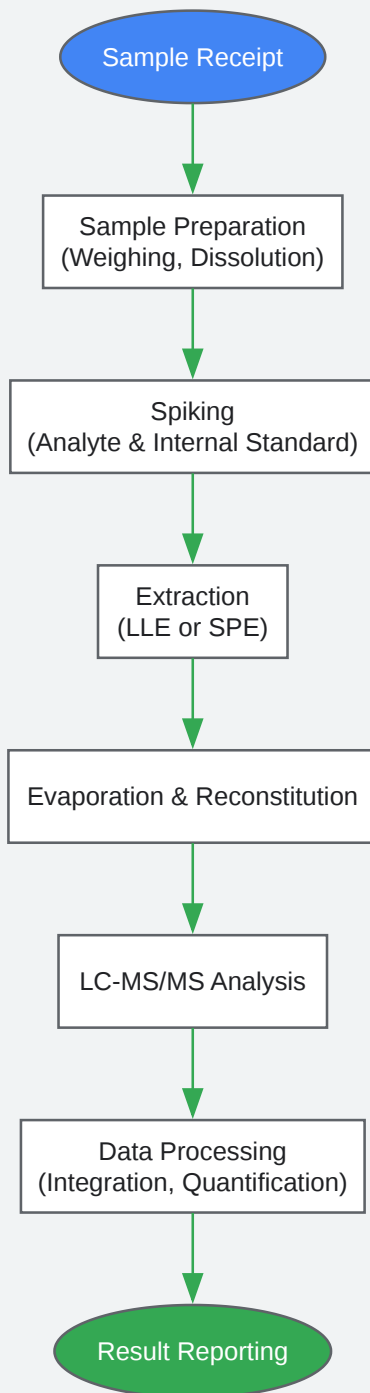 Sample Receipt
Sample Preparation
(Weighing, Dissolution)
Spiking
(Analyte & Internal Standard)
Extraction
(LLE or SPE)
Evaporation & Reconstitution
LC-MS/MS Analysis
Data Processing
(Integration, Quantification)
Result Reporting